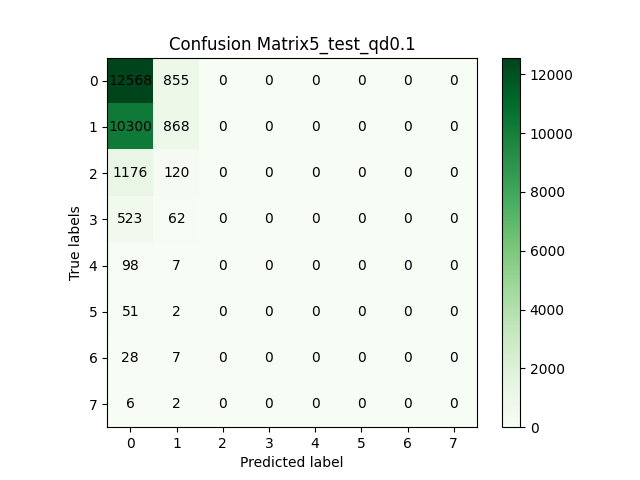 Confusion Matrix5_test_qd0.1
0 12568 855 0 0 0 0 0 0
1 10300 868 0 0 0 0 0 0
2 1176 120 0 0 0 0 0 0
3 523 62 0 0 0 0 0 0
4 98 7 0 0 0 0 0 0
5 51 2 0 0 0 0 0 0
6 28 7 0 0 0 0 0 0
7 6 2 0 0 0 0 0 0
0 1 2 3 4 5 6 7
True labels
Predicted label
12000
10000
8000
6000
4000
2000
0